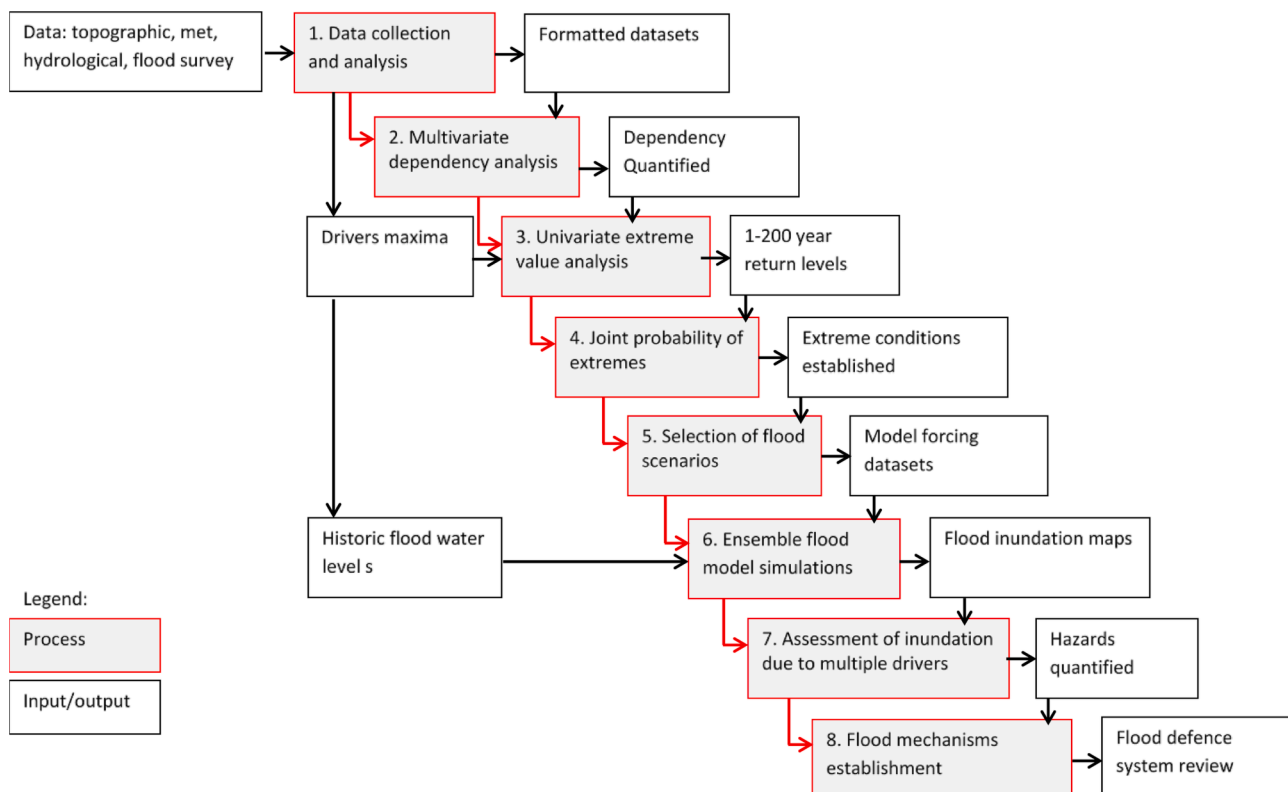 Data: topographic, met,
hydrological, flood survey
1. Data collection
and analysis
Formatted datasets
2. Multivariate
dependency analysis
Dependency
Quantified
Drivers maxima
3. Univariate extreme
value analysis
1-200 year
return levels
4. Joint probability of
extremes
Extreme conditions
established
5. Selection of flood
scenarios
Model forcing
datasets
Historic flood water
level s
6. Ensemble flood
model simulations
Flood inundation maps
Legend:
Process
Input/output
7. Assessment of inundation
due to multiple drivers
Hazards
quantified
8. Flood mechanisms
establishment
Flood defence
system review